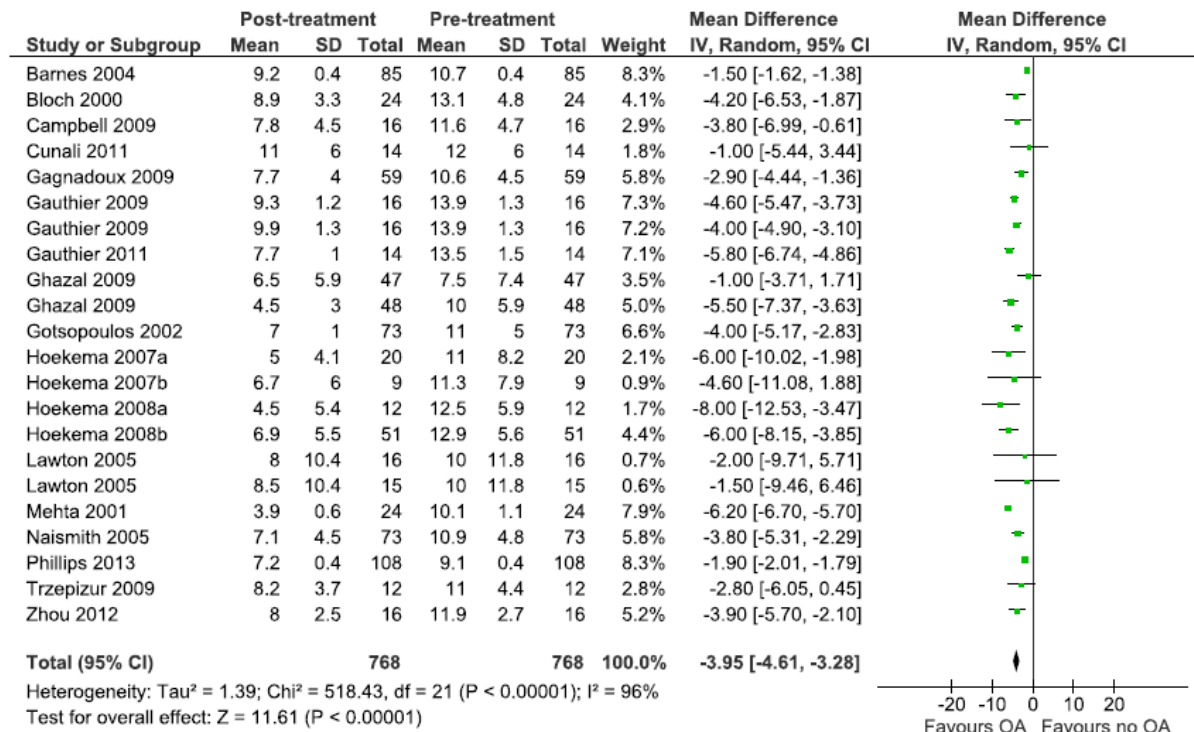 Post-treatment Pre-treatment Mean Difference Mean Difference
Study or Subgroup Mean SD Total Mean SD Total Weight IV, Random, 95% CI IV, Random, 95% CI
Barnes 2004 9.2 0.4 85 10.7 0.4 85 8.3% -1.50 [-1.62, -1.38]
Bloch 2000 8.9 3.3 24 13.1 4.8 24 4.1% -4.20 [-6.53, -1.87]
Campbell 2009 7.8 4.5 16 11.6 4.7 16 2.9% -3.80 [-6.99, -0.61]
Cunali 2011 11 6 14 12 6 14 1.8% -1.00 [-5.44, 3.44]
Gagnadoux 2009 7.7 4 59 10.6 4.5 59 5.8% -2.90 [-4.44, -1.36]
Gauthier 2009 9.3 1.2 16 13.9 1.3 16 7.3% -4.60 [-5.47, -3.73]
Gauthier 2009 9.9 1.3 16 13.9 1.3 16 7.2% -4.00 [-4.90, -3.10]
Gauthier 2011 7.7 1 14 13.5 1.5 14 7.1% -5.80 [-6.74, -4.86]
Ghazal 2009 6.5 5.9 47 7.5 7.4 47 3.5% -1.00 [-3.71, 1.71]
Ghazal 2009 4.5 3 48 10 5.9 48 5.0% -5.50 [-7.37, -3.63]
Gotsopoulos 2002 7 1 73 11 5 73 6.6% -4.00 [-5.17, -2.83]
Hoekema 2007a 5 4.1 20 11 8.2 20 2.1% -6.00 [-10.02, -1.98]
Hoekema 2007b 6.7 6 9 11.3 7.9 9 0.9% -4.60 [-11.08, 1.88]
Hoekema 2008a 4.5 5.4 12 12.5 5.9 12 1.7% -8.00 [-12.53, -3.47]
Hoekema 2008b 6.9 5.5 51 12.9 5.6 51 4.4% -6.00 [-8.15, -3.85]
Lawton 2005 8 10.4 16 10 11.8 16 0.7% -2.00 [-9.71, 5.71]
Lawton 2005 8.5 10.4 15 10 11.8 15 0.6% -1.50 [-9.46, 6.46]
Mehta 2001 3.9 0.6 24 10.1 1.1 24 7.9% -6.20 [-6.70, -5.70]
Naismith 2005 7.1 4.5 73 10.9 4.8 73 5.8% -3.80 [-5.31, -2.29]
Phillips 2013 7.2 0.4 108 9.1 0.4 108 8.3% -1.90 [-2.01, -1.79]
Trzepizur 2009 8.2 3.7 12 11 4.4 12 2.8% -2.80 [-6.05, 0.45]
Zhou 2012 8 2.5 16 11.9 2.7 16 5.2% -3.90 [-5.70, -2.10]
Total (95% CI) 768 768 100.0% -3.95 [-4.61, -3.28]
Heterogeneity: Tau² = 1.39; Chi² = 518.43, df = 21 (P < 0.00001); I² = 96%
Test for overall effect: Z = 11.61 (P < 0.00001)
-20 -10 0 10 20
Favours OA Favours no OA